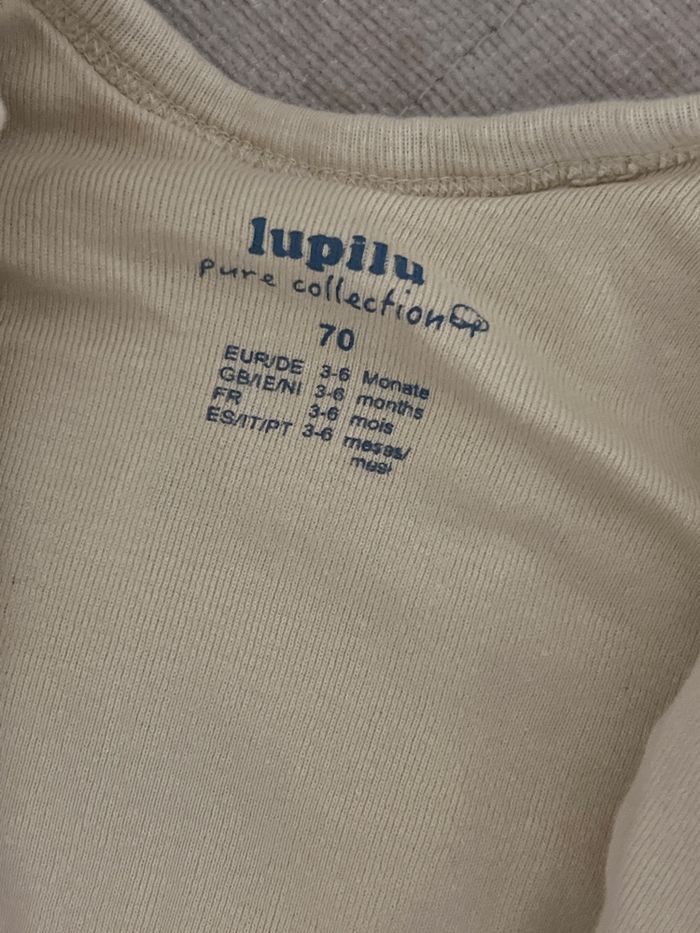 lupilu
pure collection
70
EUR/DE 3-6 Monate
GB/IE/NI 3-6 months
FR 3-6 mois
ES/IT/PT 3-6 meses/
mesi